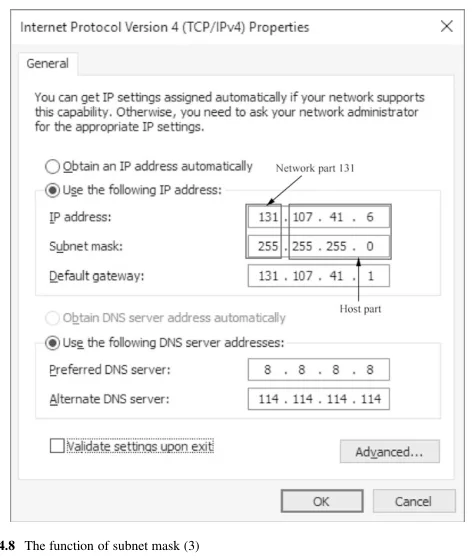 Internet Protocol Version 4 (TCP/IPv4) Properties
General
You can get IP settings assigned automatically if your network supports
this capability. Otherwise, you need to ask your network administrator
for the appropriate IP settings.
Obtain an IP address automatically
Network part 131
Use the following IP address:
IP address: 131 . 107 . 41 . 6
Subnet mask: 255 . 255 . 255 . 0
Default gateway: 131 . 107 . 41 . 1
Host part
Obtain DNS server address automatically
Use the following DNS server addresses:
Preferred DNS server: 8 . 8 . 8 . 8
Alternate DNS server: 114 . 114 . 114 . 114
Validate settings upon exit
Advanced...
OK Cancel
4.8 The function of subnet mask (3)